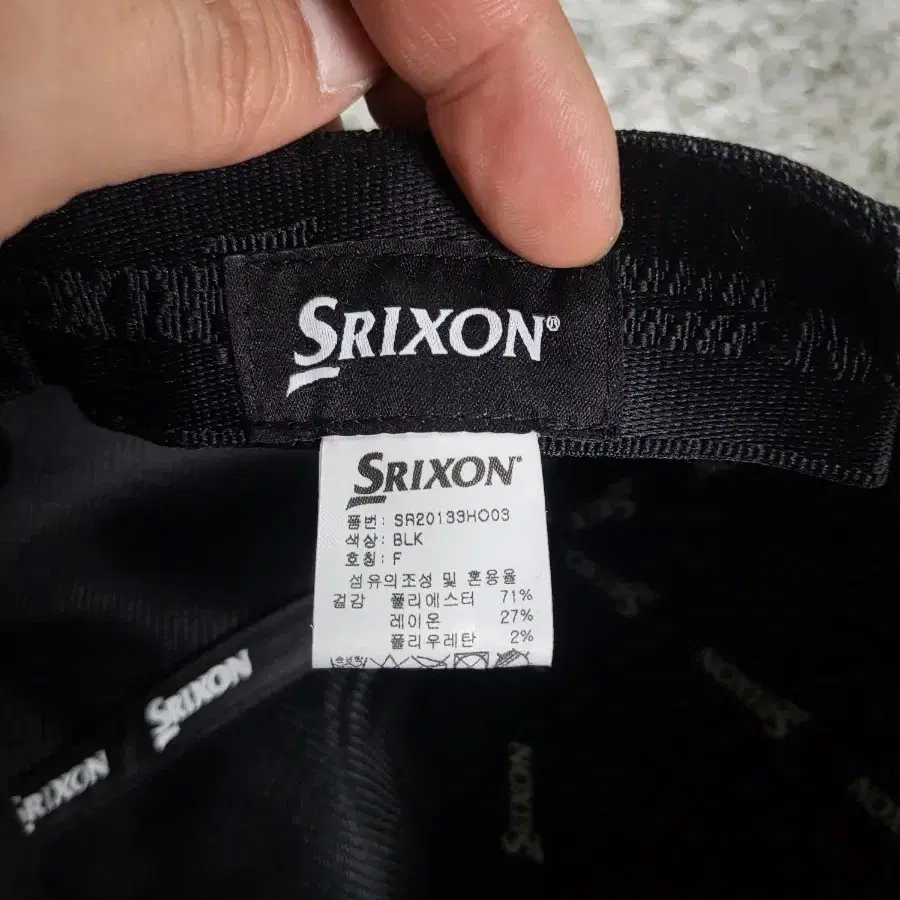 SRIXON®
SRIXON
품번: SR20133HO03
색상: BLK
호칭: F
섬유의조성 및 혼용율
겉감 폴리에스터 71%
레이온 27%
폴리우레탄 2%
SRIXON
SRIXON
SRIXON
SRIXON